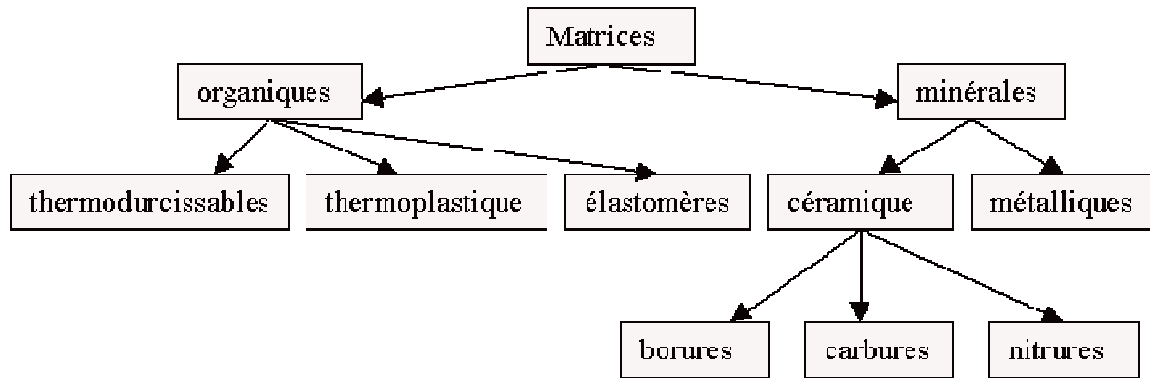 Matrices
organiques
minérales
thermodurcissables
thermoplastique
élastomères
céramique
métalliques
borures
carbures
nitrures